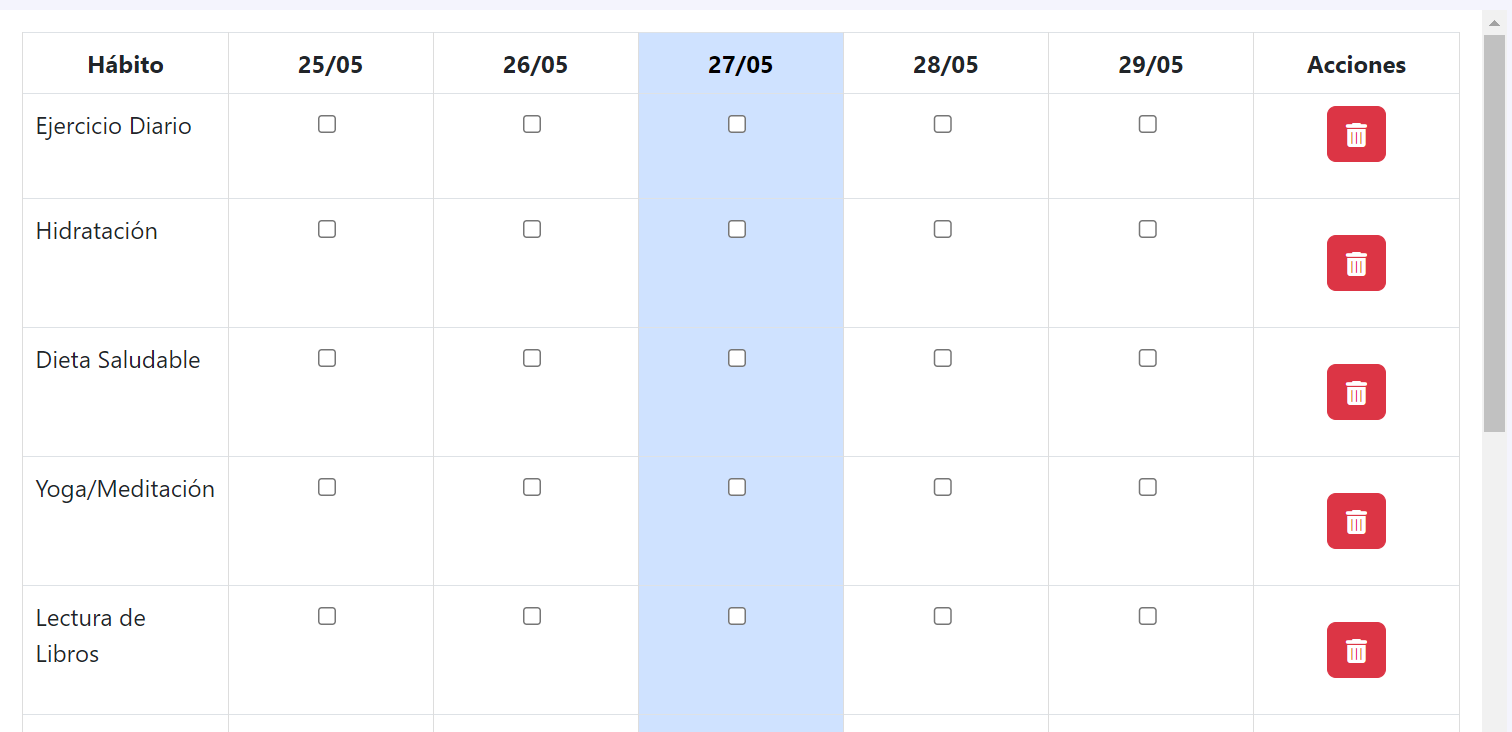 Hábito 25/05 26/05 27/05 28/05 29/05 Acciones
Ejercicio Diario
Hidratación
Dieta Saludable
Yoga/Meditación
Lectura de
Libros